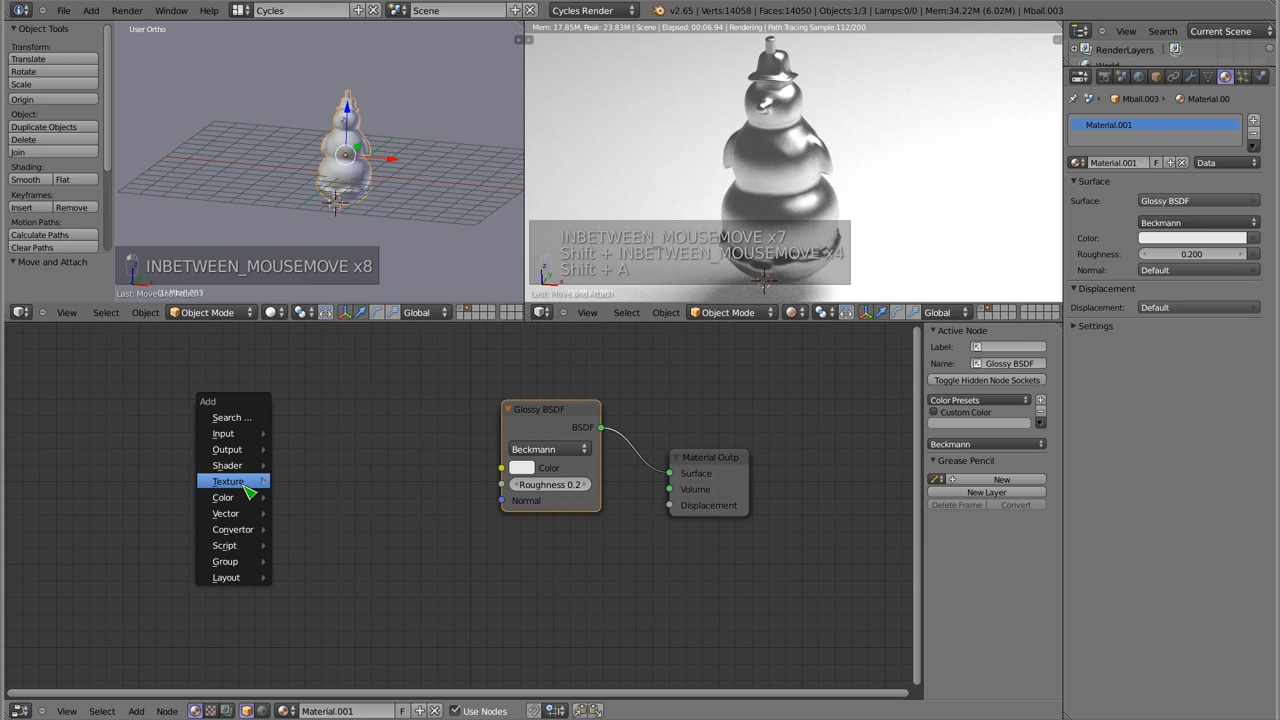 File Add Render Window Help Cycles Scene Cycles Render v2.65 | Verts:14058 | Faces:14050 | Objects:1/3 | Lamps:0/0 | Mem:34.22M (6.02M) | Mball.003
Object Tools
Transform:
Translate
Rotate
Scale
Origin
Object:
Duplicate Objects
Delete
Join
Shading:
Smooth Flat
Keyframes:
Insert Remove
Motion Paths:
Calculate Paths
Clear Paths
Move and Attach
User Ortho
INBETWEEN_MOUSEMOVE x8
View Select Object Object Mode Global
Mem: 17.85M, Peak: 23.83M | Scene | Elapsed: 00:06.94 | Rendering | Path Tracing Sample 112/200
INBETWEEN_MOUSEMOVE x7
Shift + INBETWEEN_MOUSEMOVE x4
Shift + A
Last: Move and Attach
View Select Object Object Mode Global
View Search Current Scene
RenderLayers
Mball.003 Material.00
Material.001
Material.001 F Data
Surface
Surface: Glossy BSDF
Beckmann
Color:
Roughness: 0.200
Normal: Default
Displacement
Displacement: Default
Settings
Add
Search ...
Input
Output
Shader
Texture
Color
Vector
Convertor
Script
Group
Layout
Glossy BSDF
BSDF
Beckmann
Color
Roughness 0.2
Normal
Material Outp
Surface
Volume
Displacement
Active Node
Label:
Name: Glossy BSDF
Toggle Hidden Node Sockets
Color Presets
Custom Color
Beckmann
Grease Pencil
New
New Layer
Delete Frame Convert
View Select Add Node Material.001 F Use Nodes